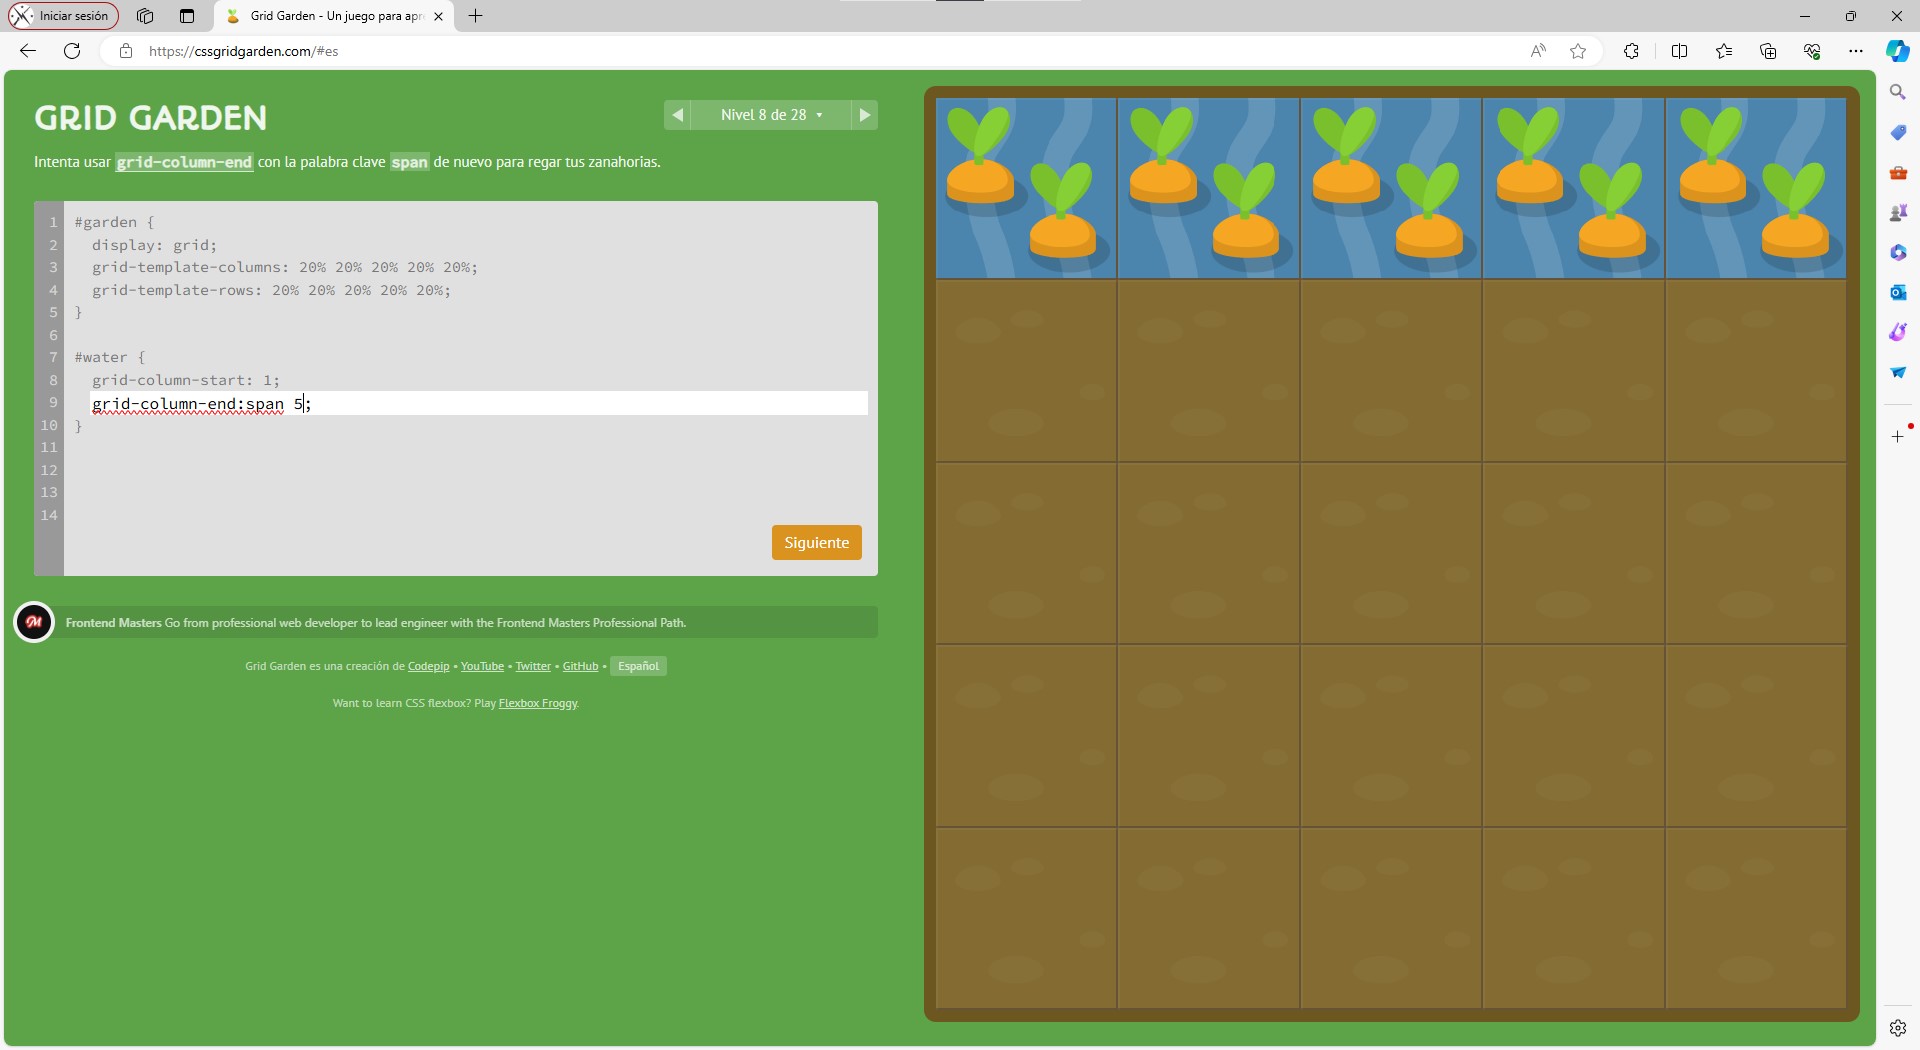 Iniciar sesión
Grid Garden - Un juego para apr
https://cssgridgarden.com/#es
GRID GARDEN
Nivel 8 de 28
Intenta usar grid-column-end con la palabra clave span de nuevo para regar tus zanahorias.
1 #garden {
2 display: grid;
3 grid-template-columns: 20% 20% 20% 20% 20%;
4 grid-template-rows: 20% 20% 20% 20% 20%;
5 }
6
7 #water {
8 grid-column-start: 1;
9 grid-column-end:span 5;
10 }
11
12
13
14
Siguiente
Frontend Masters Go from professional web developer to lead engineer with the Frontend Masters Professional Path.
Grid Garden es una creación de Codepip • YouTube • Twitter • GitHub • Español
Want to learn CSS flexbox? Play Flexbox Froggy.